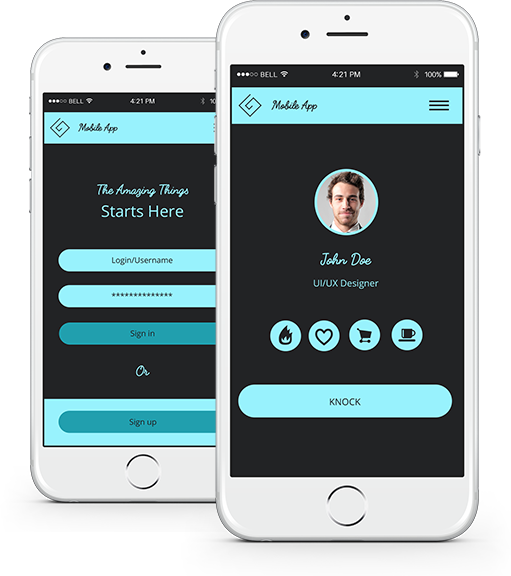 BELL
4:21 PM
10
Mobile App
The Amazing Things
Starts Here
Login/Username
**************
Sign in
Or
Sign up
BELL
4:21 PM
100%
Mobile App
John Doe
UI/UX Designer
KNOCK